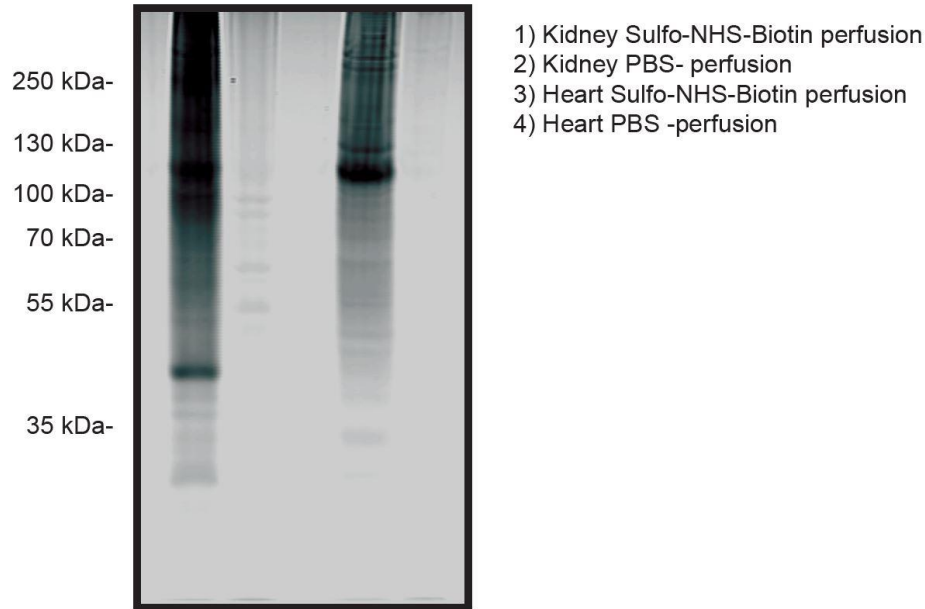 250 kDa-
130 kDa-
100 kDa-
70 kDa-
55 kDa-
35 kDa-
1) Kidney Sulfo-NHS-Biotin perfusion
2) Kidney PBS- perfusion
3) Heart Sulfo-NHS-Biotin perfusion
4) Heart PBS -perfusion